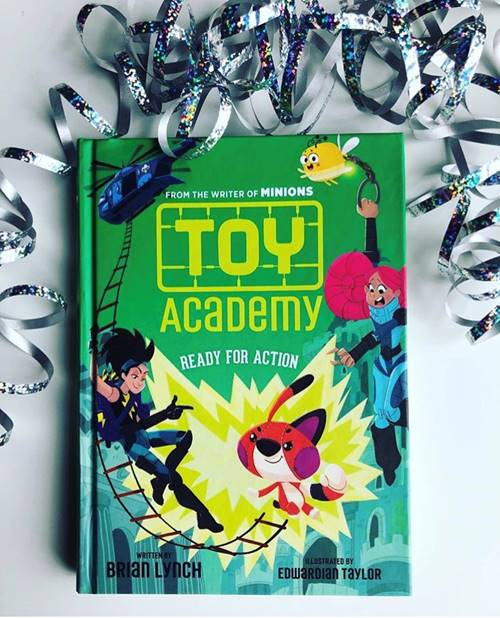 FROM THE WRITER OF MINIONS
TOY
ACADEMY
READY FOR ACTION
WRITTEN BY
BRIAN LYNCH
ILLUSTRATED BY
EDWARDIAN TAYLOR